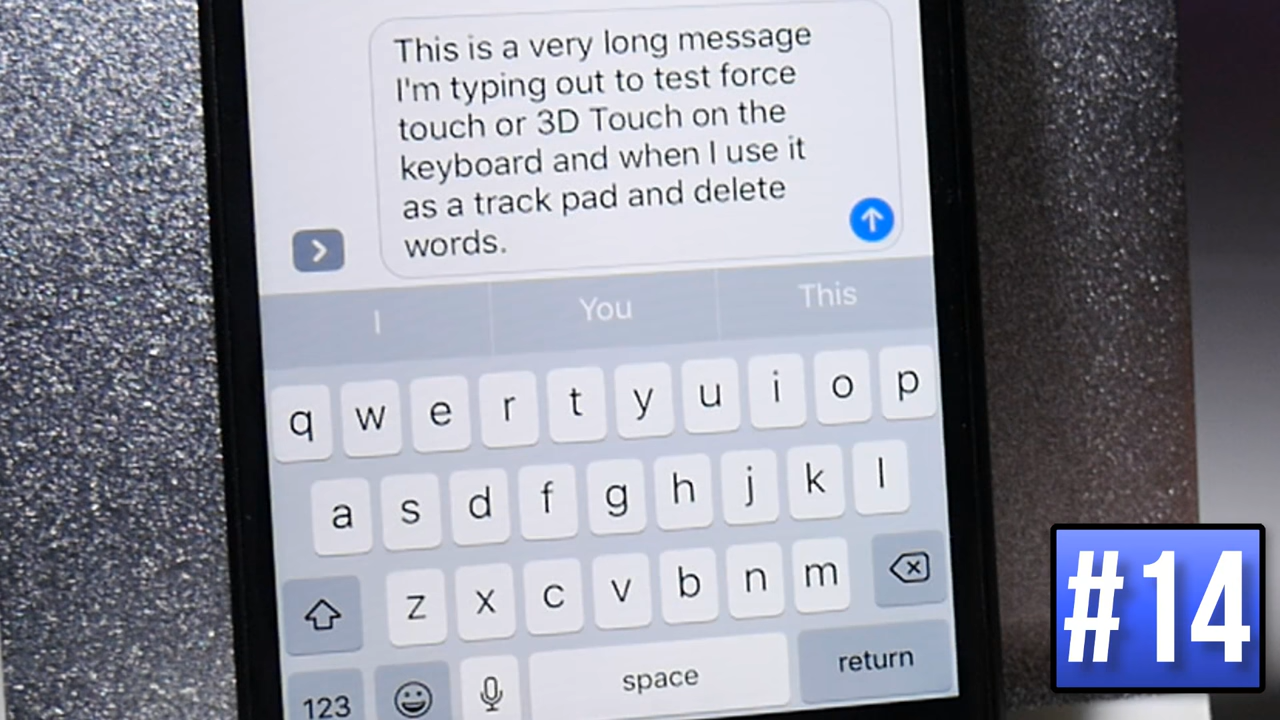 This is a very long message
I'm typing out to test force
touch or 3D Touch on the
keyboard and when I use it
as a track pad and delete
words.
I You This
q w e r t y u i o p
a s d f g h j k l
z x c v b n m
123 space return
#14